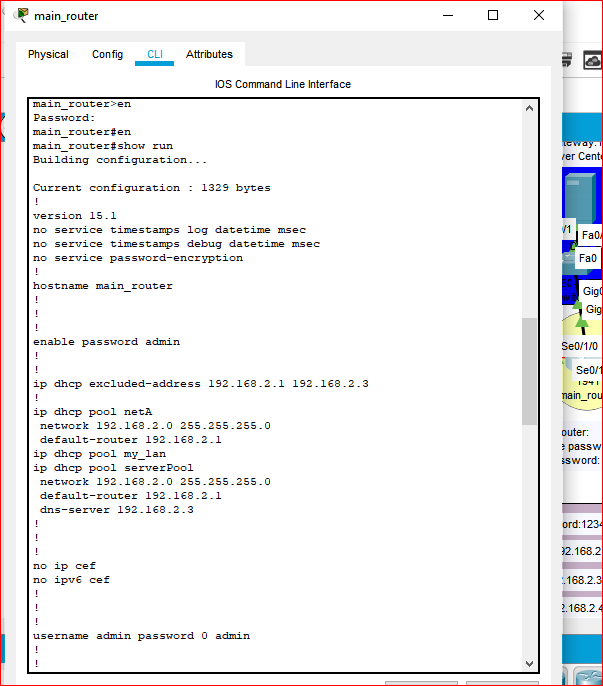 main_router
Physical Config CLI Attributes
IOS Command Line Interface
main_router>en
Password:
main_router#en
main_router#show run
Building configuration...
Current configuration : 1329 bytes
!
version 15.1
no service timestamps log datetime msec
no service timestamps debug datetime msec
no service password-encryption
!
hostname main_router
!
!
!
enable password admin
!
!
ip dhcp excluded-address 192.168.2.1 192.168.2.3
!
ip dhcp pool netA
 network 192.168.2.0 255.255.255.0
 default-router 192.168.2.1
ip dhcp pool my_lan
ip dhcp pool serverPool
 network 192.168.2.0 255.255.255.0
 default-router 192.168.2.1
 dns-server 192.168.2.3
!
!
!
no ip cef
no ipv6 cef
!
!
!
username admin password 0 admin
!
!
eway:
ver Cente
/1
Fa0/
Fa0
Gig0
Gig
Se0/1/0
Se0/1
1941
main_rou
outer:
e passw
ssword:
ord:1234
92.168.2
.168.2.3
2.168.2.4